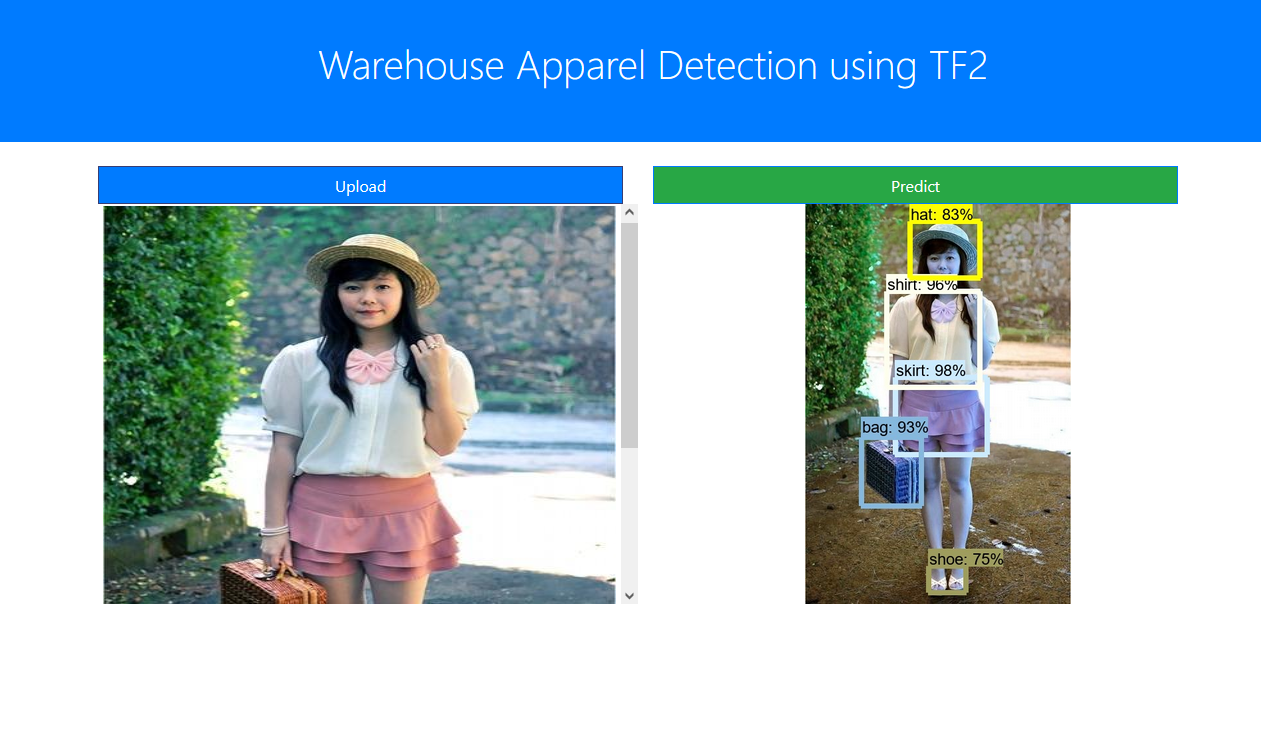 Warehouse Apparel Detection using TF2
Upload
Predict
hat: 83%
shirt: 96%
skirt: 98%
bag: 93%
shoe: 75%